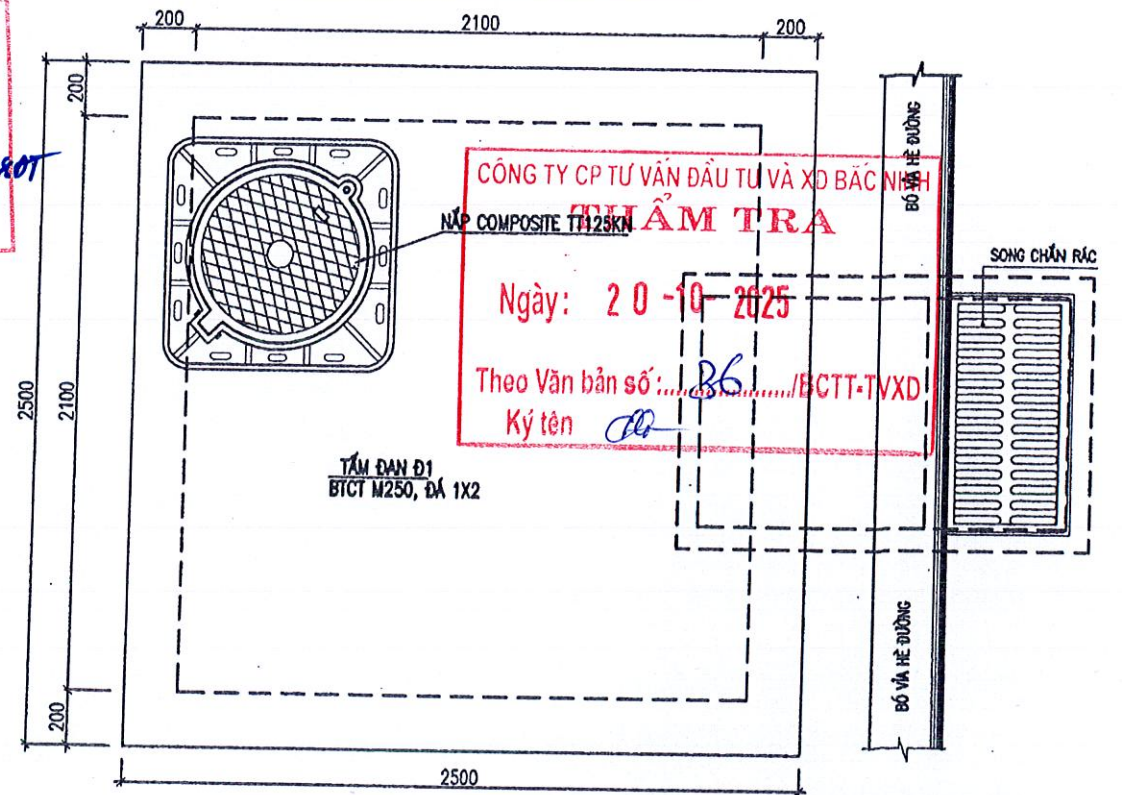 200
2100
200
200
2500
2100
200
2500
CÔNG TY CP TƯ VẤN ĐẦU TƯ VÀ XD BẮC NINH
THẨM TRA
Ngày: 20-10-2025
Theo Văn bản số:....36..../BCTT-TVXD
Ký tên
NẮP COMPOSITE TT125KN
TẤM ĐAN Đ1
BTCT M250, ĐÁ 1X2
BÓ VỈA HÈ ĐƯỜNG
SONG CHẮN RÁC
BÓ VỈA HÈ ĐƯỜNG